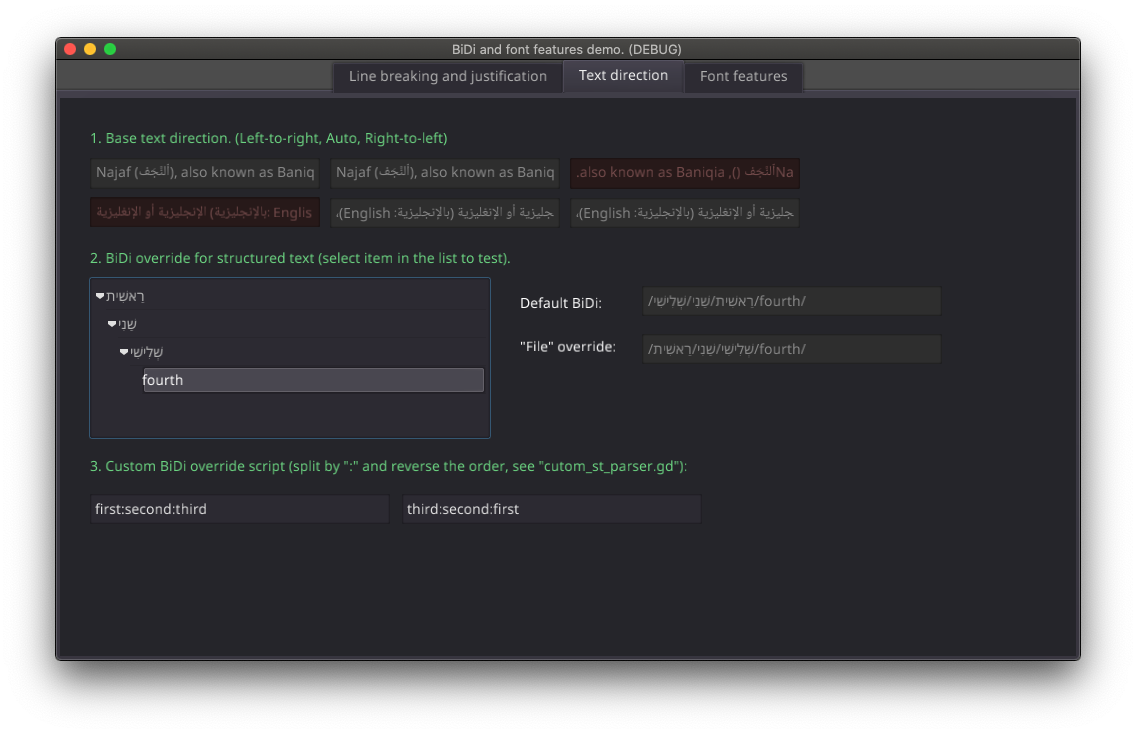 BiDi and font features demo. (DEBUG)
Line breaking and justification
Text direction
Font features
1. Base text direction. (Left-to-right, Auto, Right-to-left)
Najaf (ٱلنَّجَف), also known as Baniq
Najaf (ٱلنَّجَف), also known as Baniq
.also known as Baniqia ,() ٱلنَّجَفNa
الإنجليزية أو الإنغليزية (بالإنجليزية: Englis
جليزية أو الإنغليزية (بالإنجليزية: English)،
جليزية أو الإنغليزية (بالإنجليزية: English)،
2. BiDi override for structured text (select item in the list to test).
רֵאשִׁית
שֵׁנִי
שְׁלִישִׁי
fourth
Default BiDi:
/רֵאשִׁית/שֵׁנִי/שְׁלִישִׁי/fourth/
"File" override:
/רֵאשִׁית/שֵׁנִי/שְׁלִישִׁי/fourth/
3. Custom BiDi override script (split by ":" and reverse the order, see "cutom_st_parser.gd"):
first:second:third
third:second:first